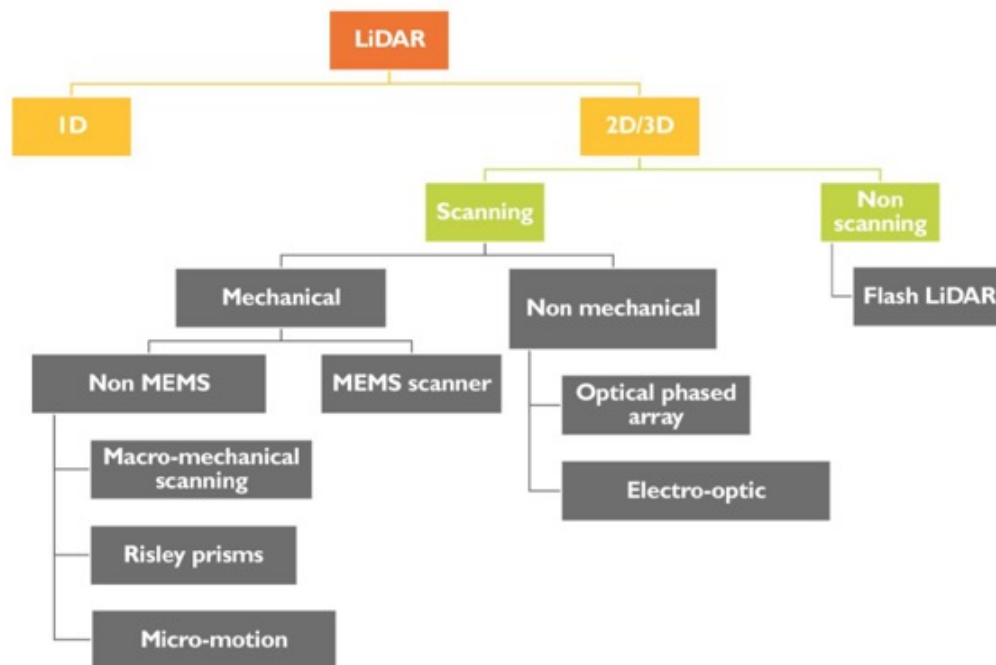 LiDAR
1D
2D/3D
Scanning
Non
scanning
Mechanical
Non mechanical
Flash LiDAR
Non MEMS
MEMS scanner
Optical phased
array
Macro-mechanical
scanning
Electro-optic
Risley prisms
Micro-motion